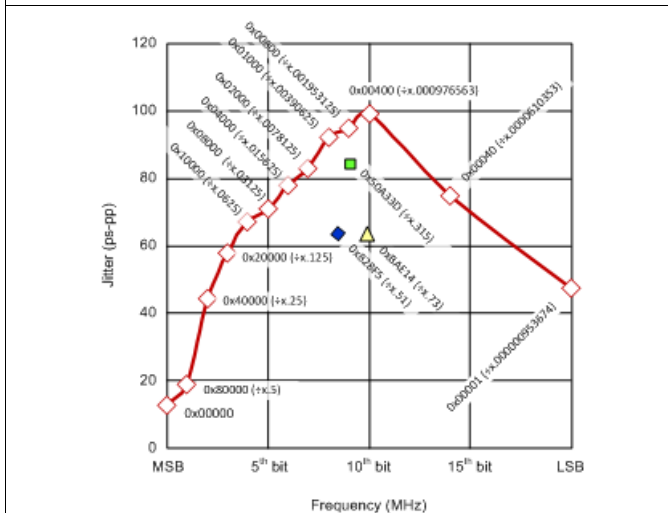 120
100
80
60
40
20
0
Jitter (ps-pp)
0x00800 (÷x.001953125)
0x01000 (÷x.00390625)
0x02000 (÷x.0078125)
0x04000 (÷x.015625)
0x08000 (÷x.03125)
0x10000 (÷x.0625)
0x00400 (÷x.000976563)
0x00040 (÷x.0000610353)
0x50A33D (÷x.315)
0xBAE14 (÷x.73)
0x828F5 (÷x.51)
0x20000 (÷x.125)
0x40000 (÷x.25)
0x80000 (÷x.5)
0x00000
0x00001 (÷x.000000953674)
MSB
5th bit
10th bit
15th bit
LSB
Frequency (MHz)